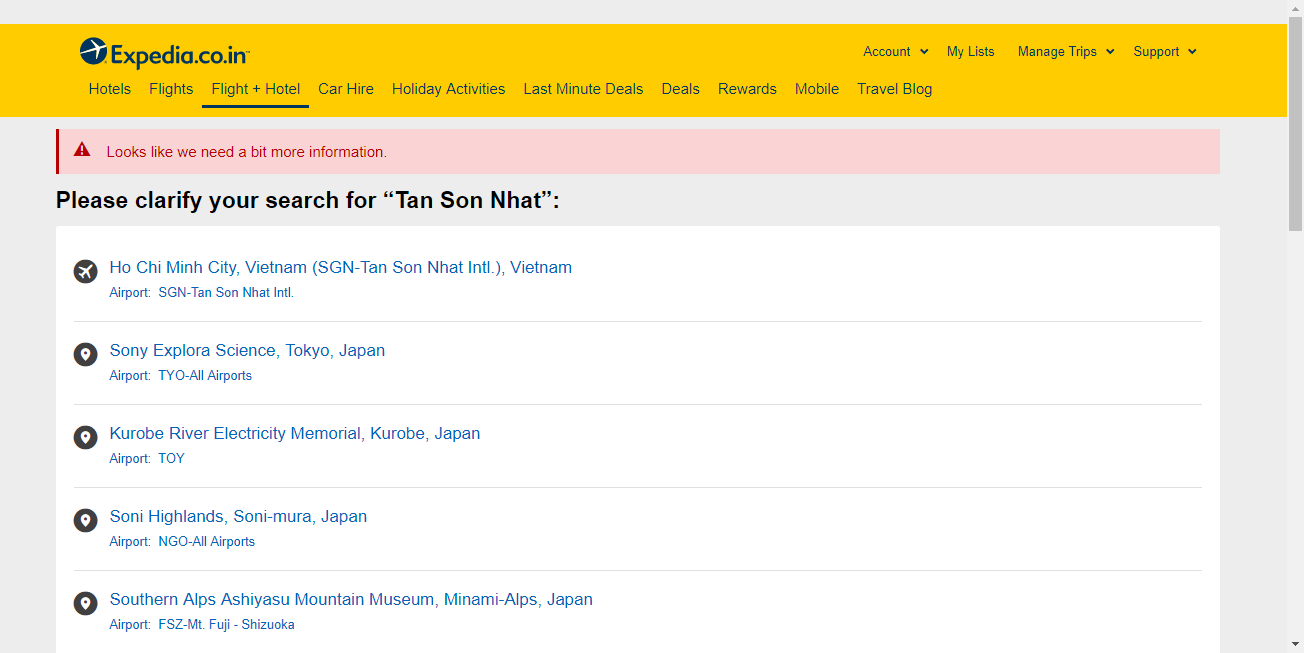 Expedia.co.in™
Account My Lists Manage Trips Support
Hotels Flights Flight + Hotel Car Hire Holiday Activities Last Minute Deals Deals Rewards Mobile Travel Blog
Looks like we need a bit more information.
Please clarify your search for “Tan Son Nhat”:
Ho Chi Minh City, Vietnam (SGN-Tan Son Nhat Intl.), Vietnam
Airport: SGN-Tan Son Nhat Intl.
Sony Explora Science, Tokyo, Japan
Airport: TYO-All Airports
Kurobe River Electricity Memorial, Kurobe, Japan
Airport: TOY
Soni Highlands, Soni-mura, Japan
Airport: NGO-All Airports
Southern Alps Ashiyasu Mountain Museum, Minami-Alps, Japan
Airport: FSZ-Mt. Fuji - Shizuoka